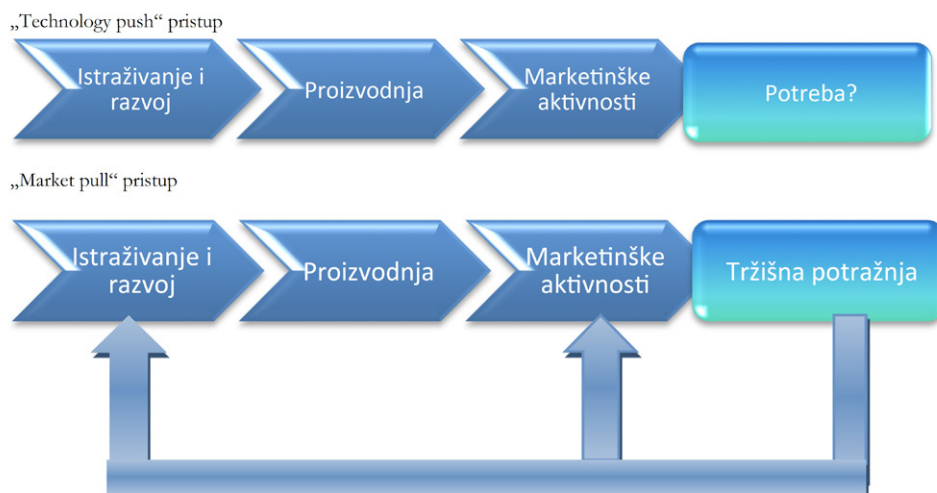 „Technology push“ pristup
Istraživanje i
razvoj
Proizvodnja
Marketinške
aktivnosti
Potreba?
„Market pull“ pristup
Istraživanje i
razvoj
Proizvodnja
Marketinške
aktivnosti
Tržišna potražnja